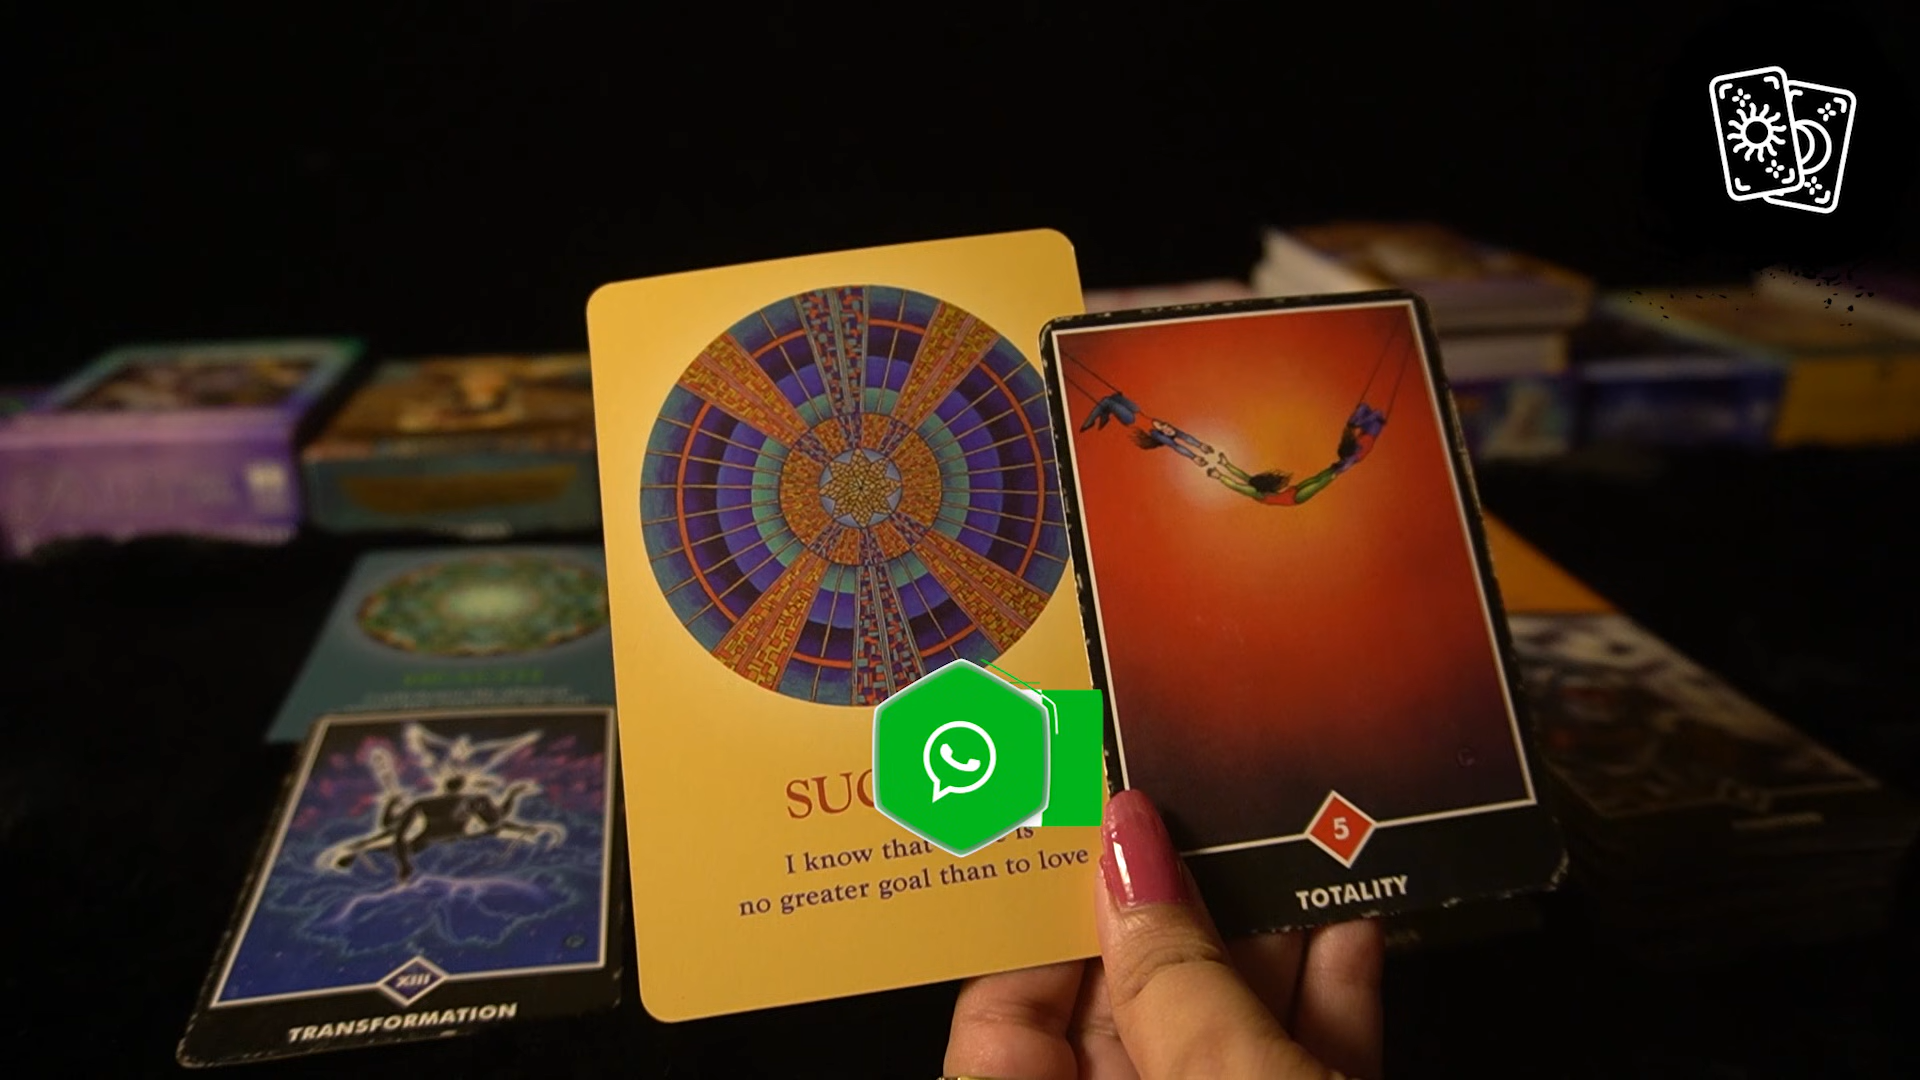 SUC
I know that is
no greater goal than to love
5
TOTALITY
XIII
TRANSFORMATION